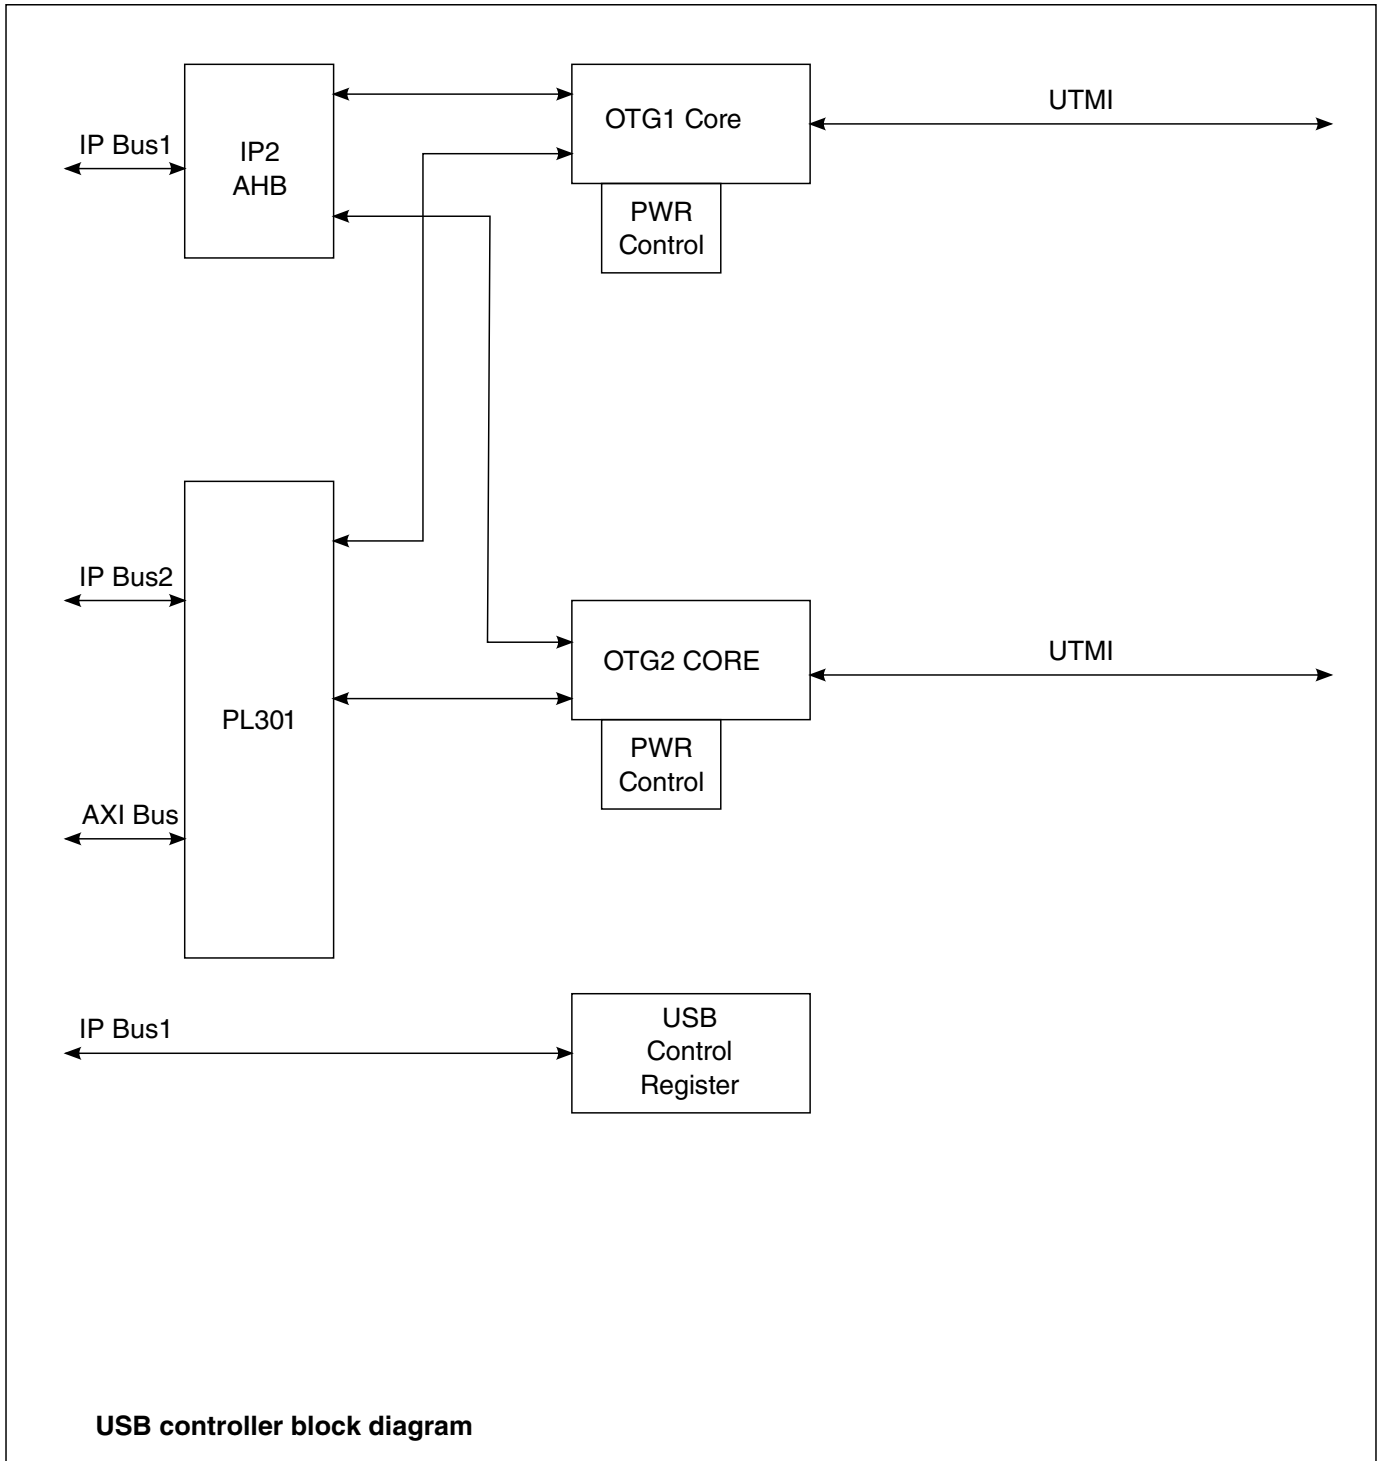 IP Bus1
IP2
AHB
OTG1 Core
UTMI
PWR
Control
IP Bus2
PL301
AXI Bus
OTG2 CORE
UTMI
PWR
Control
IP Bus1
USB
Control
Register
USB controller block diagram